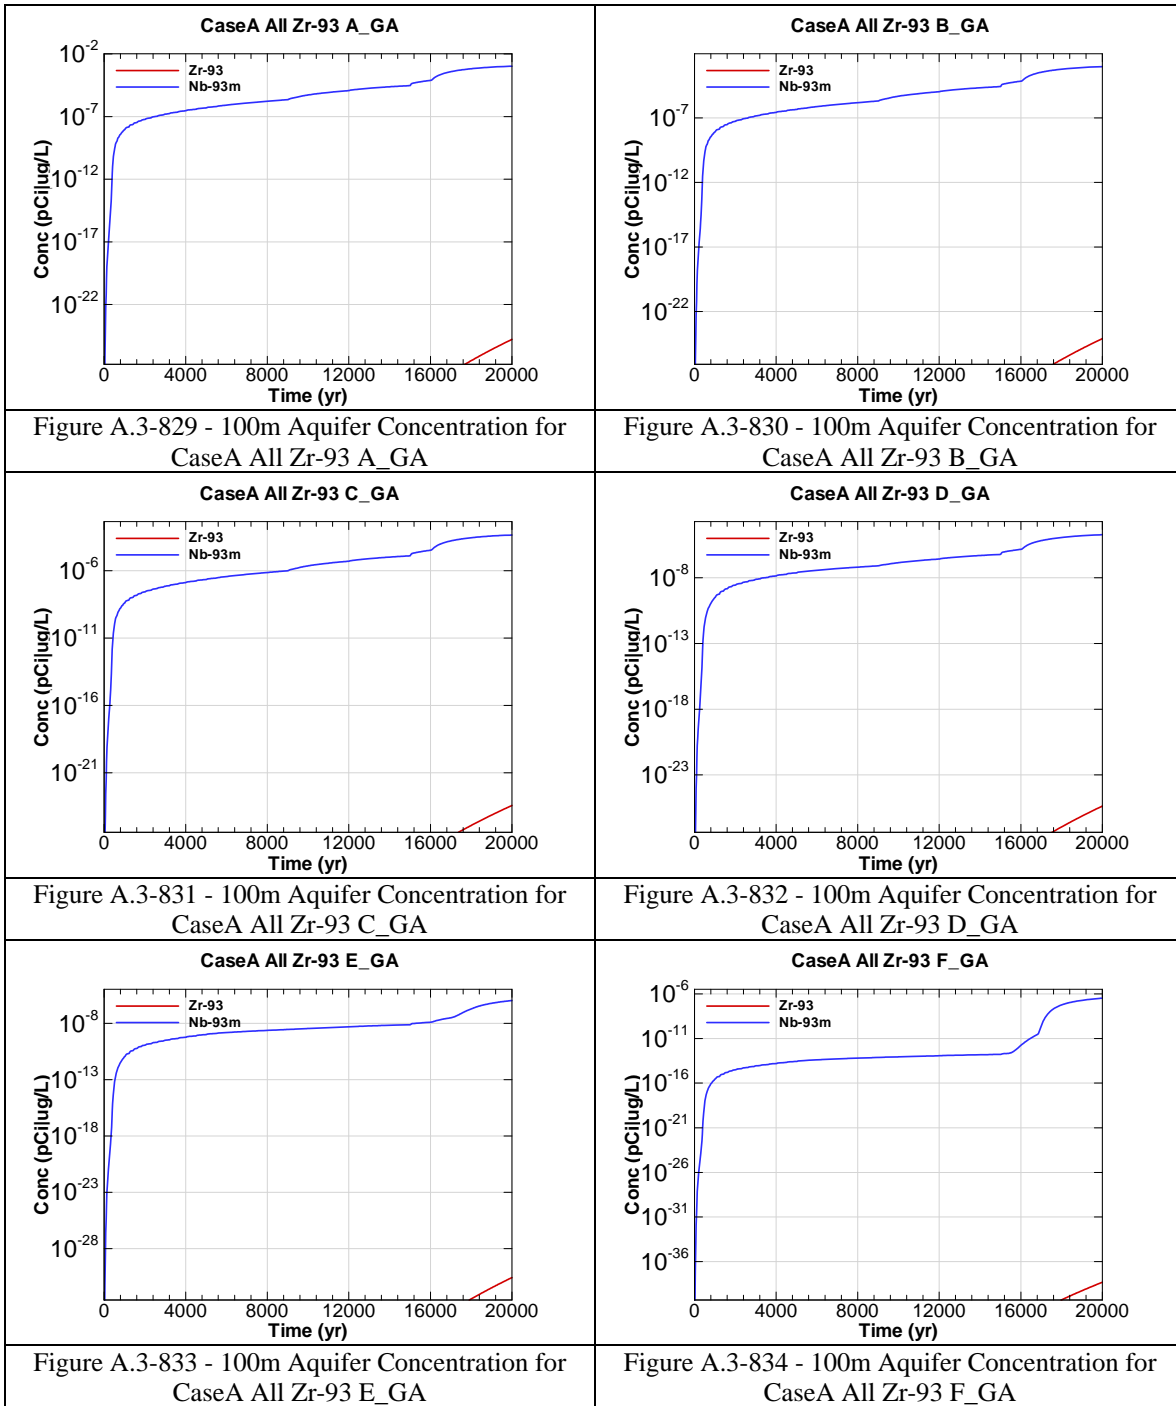 CaseA All Zr-93 A_GA
Zr-93
Nb-93m
Conc (pCi|ug/L)
10-2
10-7
10-12
10-17
10-22
0 4000 8000 12000 16000 20000
Time (yr)
Figure A.3-829 - 100m Aquifer Concentration for
CaseA All Zr-93 A_GA
CaseA All Zr-93 B_GA
Zr-93
Nb-93m
Conc (pCi|ug/L)
10-7
10-12
10-17
10-22
0 4000 8000 12000 16000 20000
Time (yr)
Figure A.3-830 - 100m Aquifer Concentration for
CaseA All Zr-93 B_GA
CaseA All Zr-93 C_GA
Zr-93
Nb-93m
Conc (pCi|ug/L)
10-6
10-11
10-16
10-21
0 4000 8000 12000 16000 20000
Time (yr)
Figure A.3-831 - 100m Aquifer Concentration for
CaseA All Zr-93 C_GA
CaseA All Zr-93 D_GA
Zr-93
Nb-93m
Conc (pCi|ug/L)
10-8
10-13
10-18
10-23
0 4000 8000 12000 16000 20000
Time (yr)
Figure A.3-832 - 100m Aquifer Concentration for
CaseA All Zr-93 D_GA
CaseA All Zr-93 E_GA
Zr-93
Nb-93m
Conc (pCi|ug/L)
10-8
10-13
10-18
10-23
10-28
0 4000 8000 12000 16000 20000
Time (yr)
Figure A.3-833 - 100m Aquifer Concentration for
CaseA All Zr-93 E_GA
CaseA All Zr-93 F_GA
Zr-93
Nb-93m
Conc (pCi|ug/L)
10-6
10-11
10-16
10-21
10-26
10-31
10-36
0 4000 8000 12000 16000 20000
Time (yr)
Figure A.3-834 - 100m Aquifer Concentration for
CaseA All Zr-93 F_GA